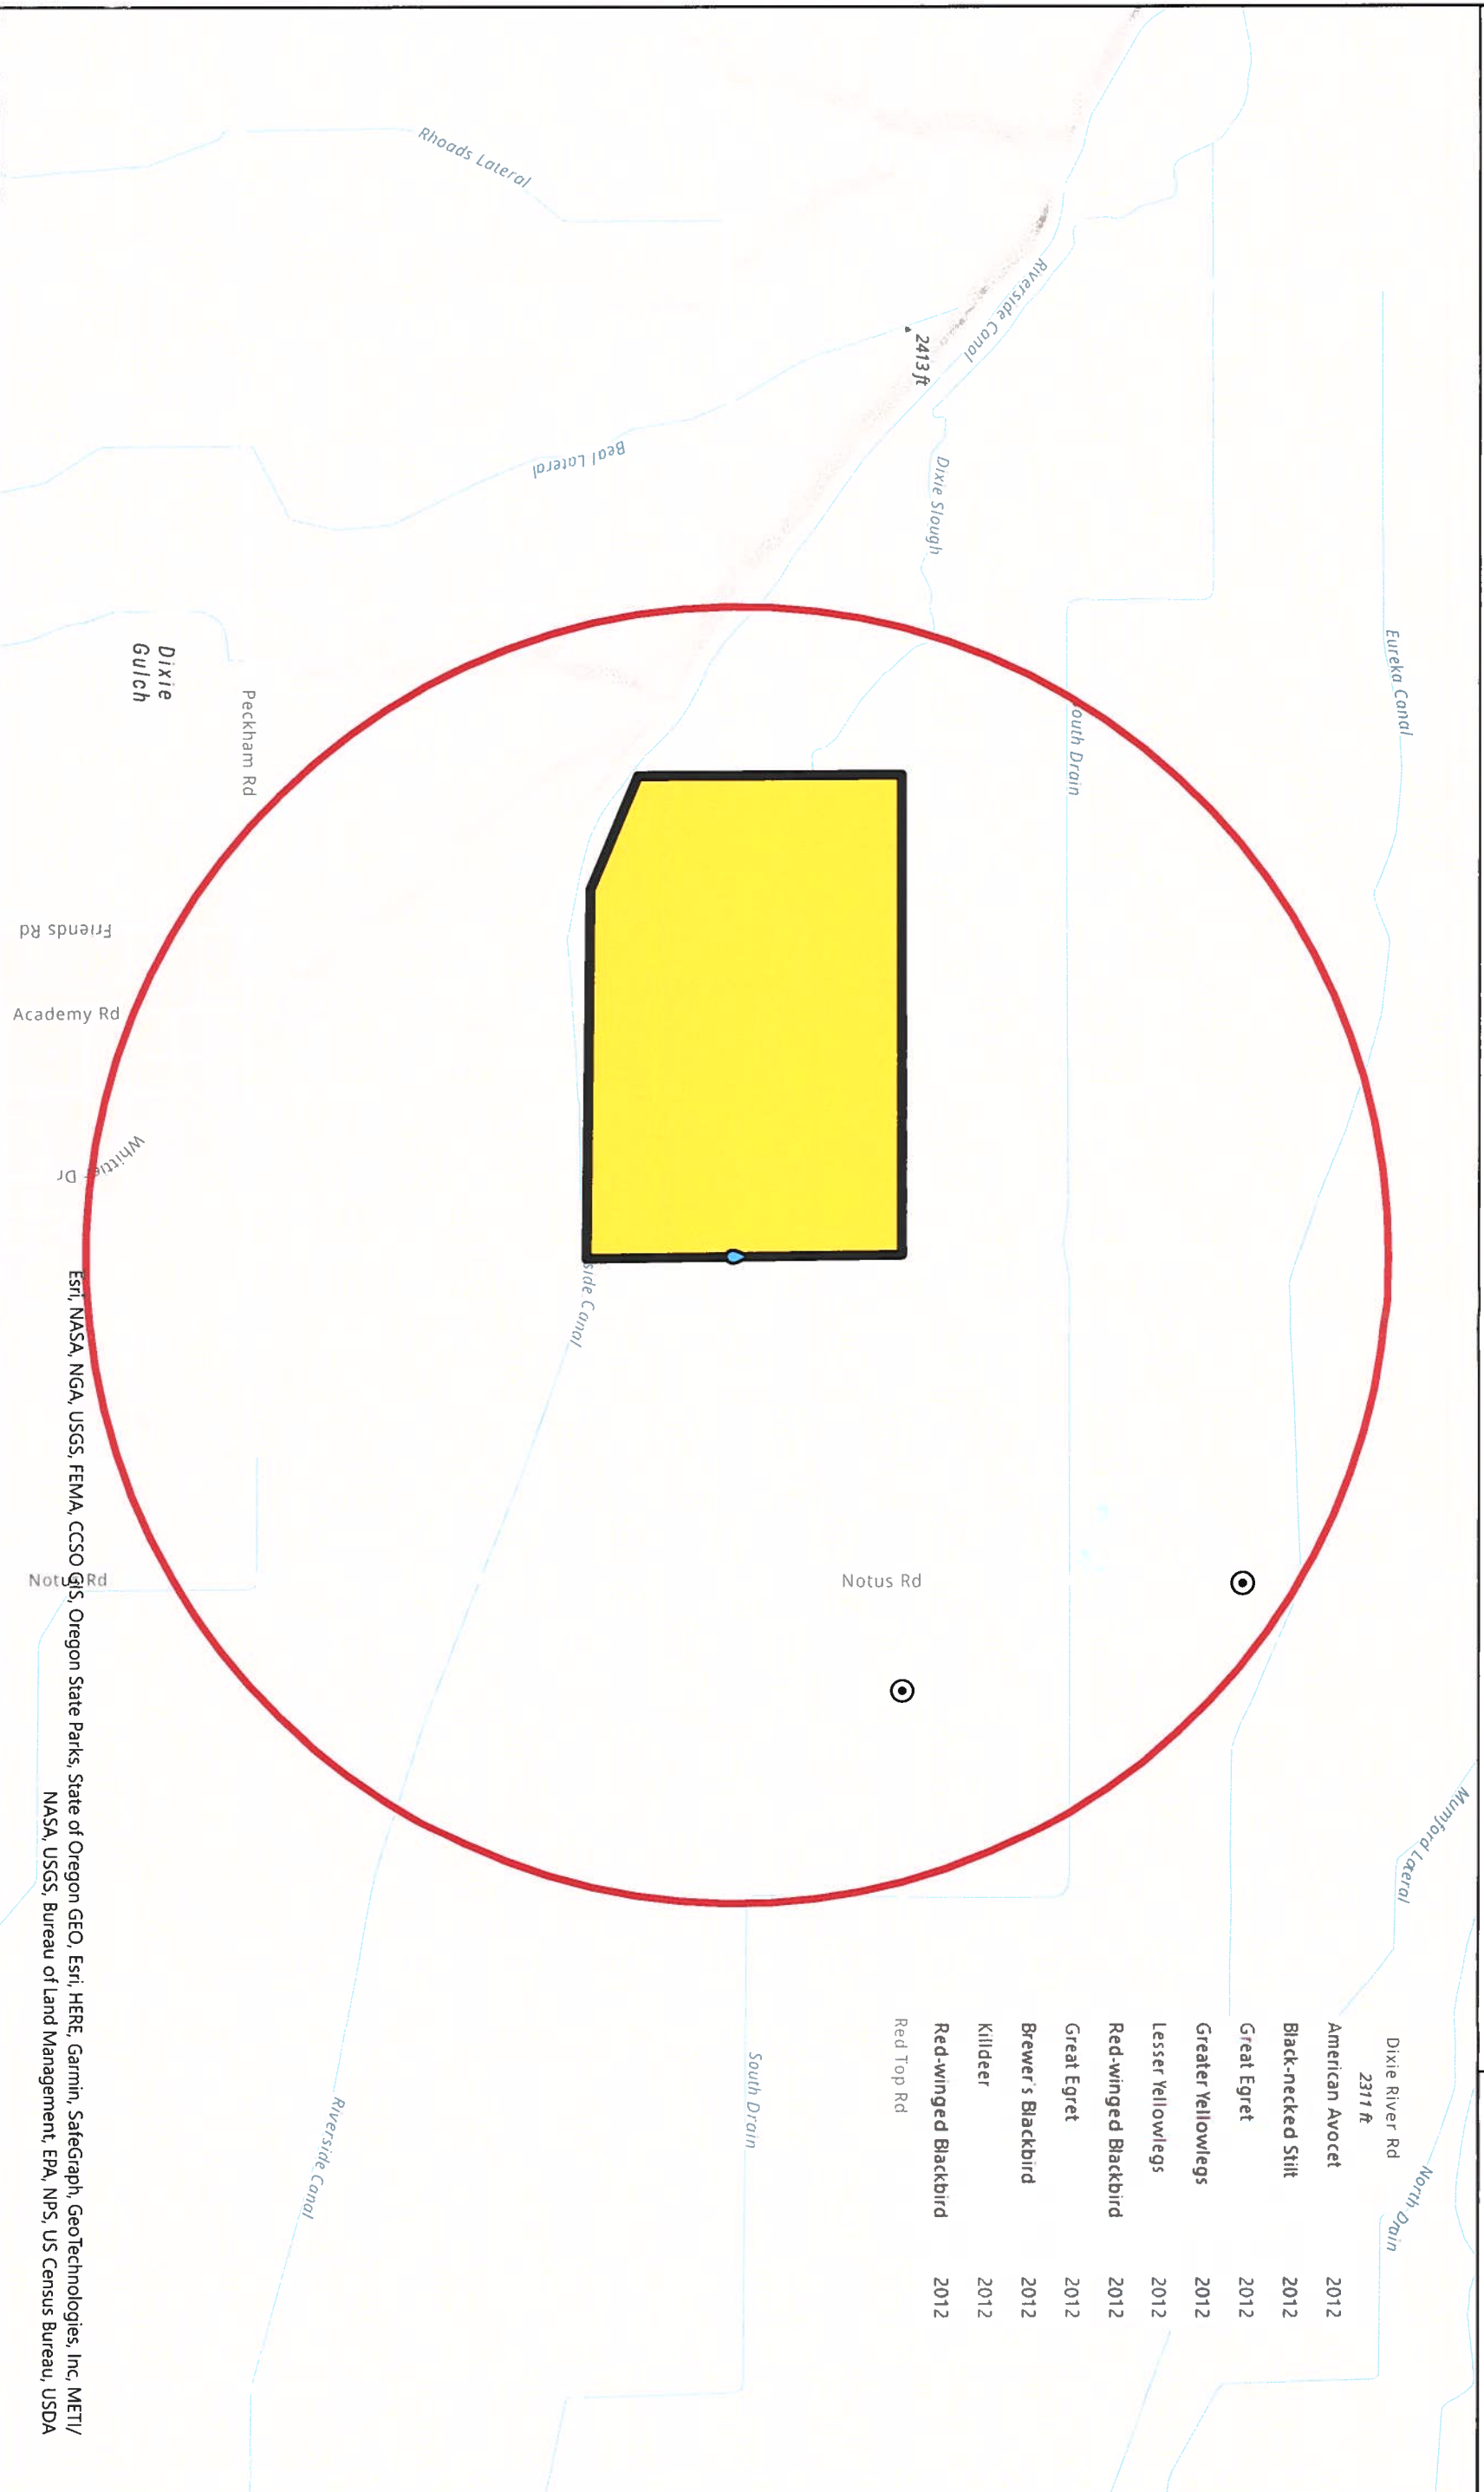 Rhoads Lateral
Riverside Canal
2413 ft
Beal Lateral
Dixie Slough
Eureka Canal
Dixie
Gulch
Peckham Rd
outh Drain
Friends Rd
Academy Rd
Whittier Dr
side Canal
Notus Rd
Notus Rd
Mumford Lateral
Dixie River Rd
2311 ft
North Drain
American Avocet 2012
Black-necked Stilt 2012
Great Egret 2012
Greater Yellowlegs 2012
Lesser Yellowlegs 2012
Red-winged Blackbird 2012
Great Egret 2012
Brewer's Blackbird 2012
Killdeer 2012
Red-winged Blackbird 2012
Red Top Rd
South Drain
Riverside Canal
Esri, NASA, NGA, USGS, FEMA, CCSO GIS, Oregon State Parks, State of Oregon GEO, Esri, HERE, Garmin, SafeGraph, GeoTechnologies, Inc, METI/
NASA, USGS, Bureau of Land Management, EPA, NPS, US Census Bureau, USDA